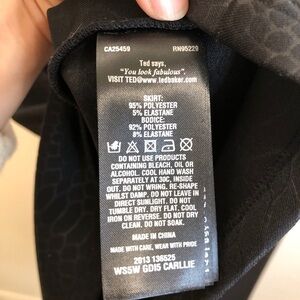 CA25459 RN95229
Ted says,
"You look fabulous".
VISIT TED@www.tedbaker.com
SKIRT:
95% POLYESTER
5% ELASTENE
BODICE:
92% POLYESTER
8% ELASTENE
DO NOT USE PRODUCTS
CONTAINING BLEACH, OIL OR
ALCOHOL. COOL HAND WASH
SEPARATELY AT 30C, INSIDE
OUT. DO NOT WRING. RE-SHAPE
WHILST DAMP. DO NOT LEAVE IN
DIRECT SUNLIGHT. DO NOT
TUMBLE DRY. DRY FLAT, COOL
IRON ON REVERSE. DO NOT DRY
CLEAN. DO NOT SOAK.
MADE IN CHINA
MADE WITH CARE, WEAR WITH PRIDE
2013 136525
WS5W GD15 CARLLIE